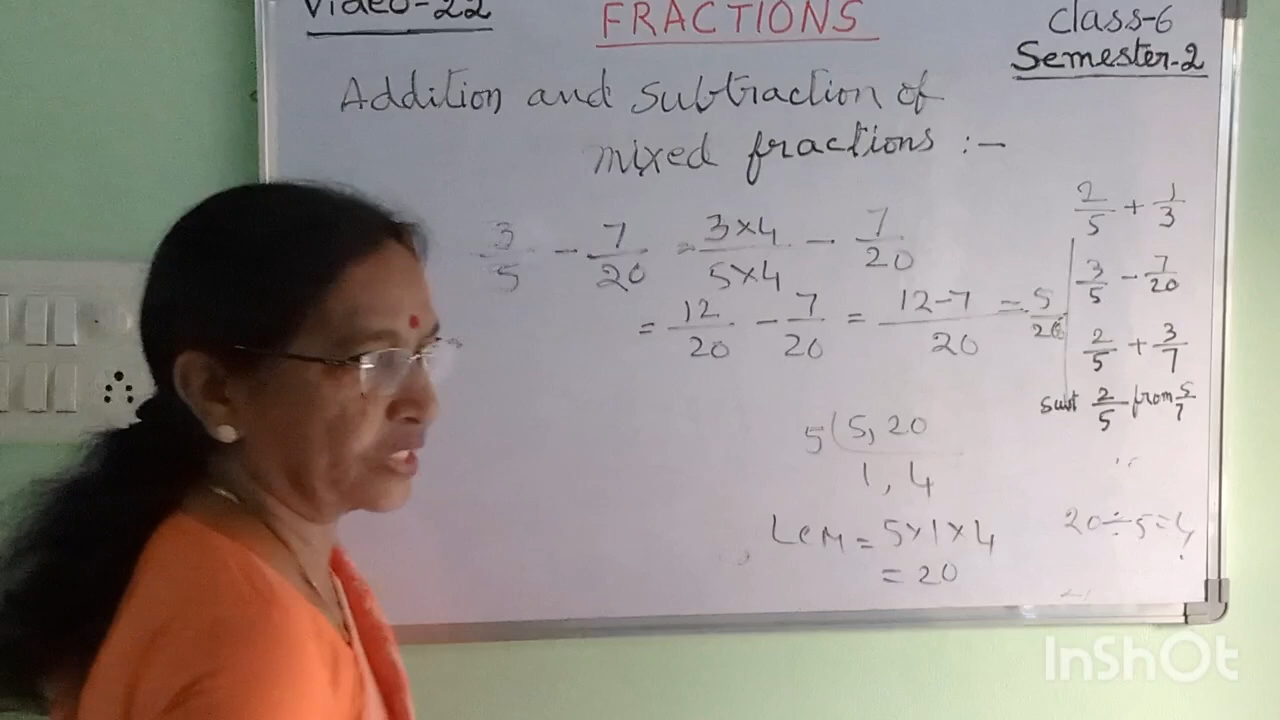 Video-22
FRACTIONS
Class-6
Semester-2
Addition and Subtraction of
mixed fractions :-
3/5 - 7/20 = 3×4/5×4 - 7/20
= 12/20 - 7/20 = 12-7/20 = 5/20
2/5 + 1/3
3/5 - 7/20
2/5 + 3/7
subt 2/5 from 5/7
5(5, 20
1, 4
LCM = 5×1×4
= 20
20÷5=4
InShOt